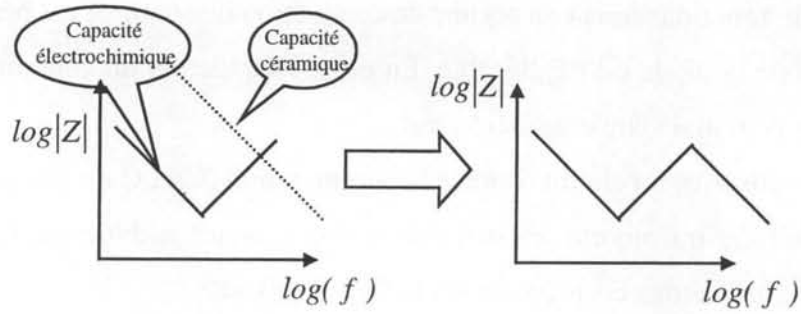 Capacité
électrochimique
Capacité
céramique
log|Z|
log( f )
log|Z|
log( f )